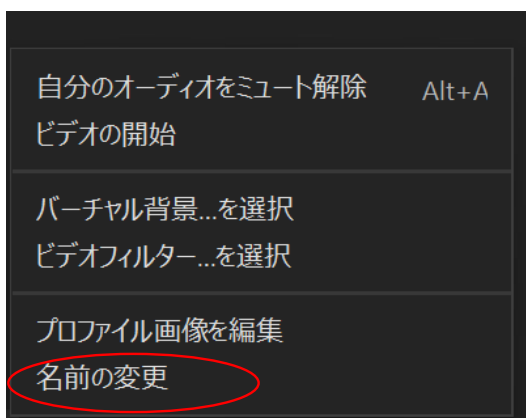 自分のオーディオをミュート解除 Alt+A
ビデオの開始
バーチャル背景...を選択
ビデオフィルター...を選択
プロファイル画像を編集
名前の変更